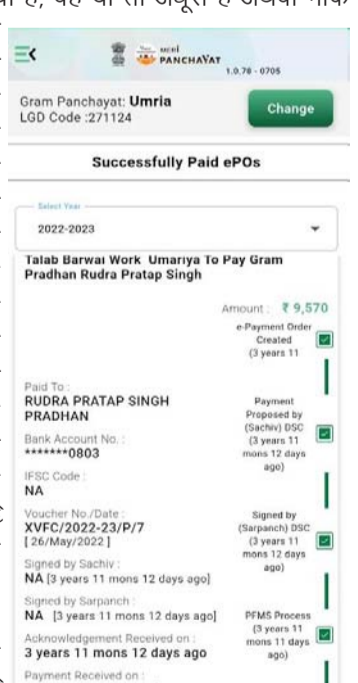 PANCHAYAT
1.0.76 - 0705
Gram Panchayat: Umria
LGD Code :271124
Change
Successfully Paid ePOs
Select Year
2022-2023
Talab Barwai Work Umariya To Pay Gram
Pradhan Rudra Pratap Singh
Amount : ₹ 9,570
e-Payment Order
Created
(3 years 11
Paid To :
RUDRA PRATAP SINGH
PRADHAN
Bank Account No. :
*******0803
IFSC Code :
NA
Voucher No./Date :
XVFC/2022-23/P/7
[ 26/May/2022 ]
Signed by Sachiv :
NA [3 years 11 mons 12 days ago]
Signed by Sarpanch :
NA [3 years 11 mons 12 days ago]
Acknowledgement Received on :
3 years 11 mons 12 days ago
Payment Received on :
Payment
Proposed by
(Sachiv) DSC
(3 years 11
mons 12 days
ago)
Signed by
(Sarpanch) DSC
(3 years 11
mons 12 days
ago)
PFMS Process
(3 years 11
mons 11 days
ago)